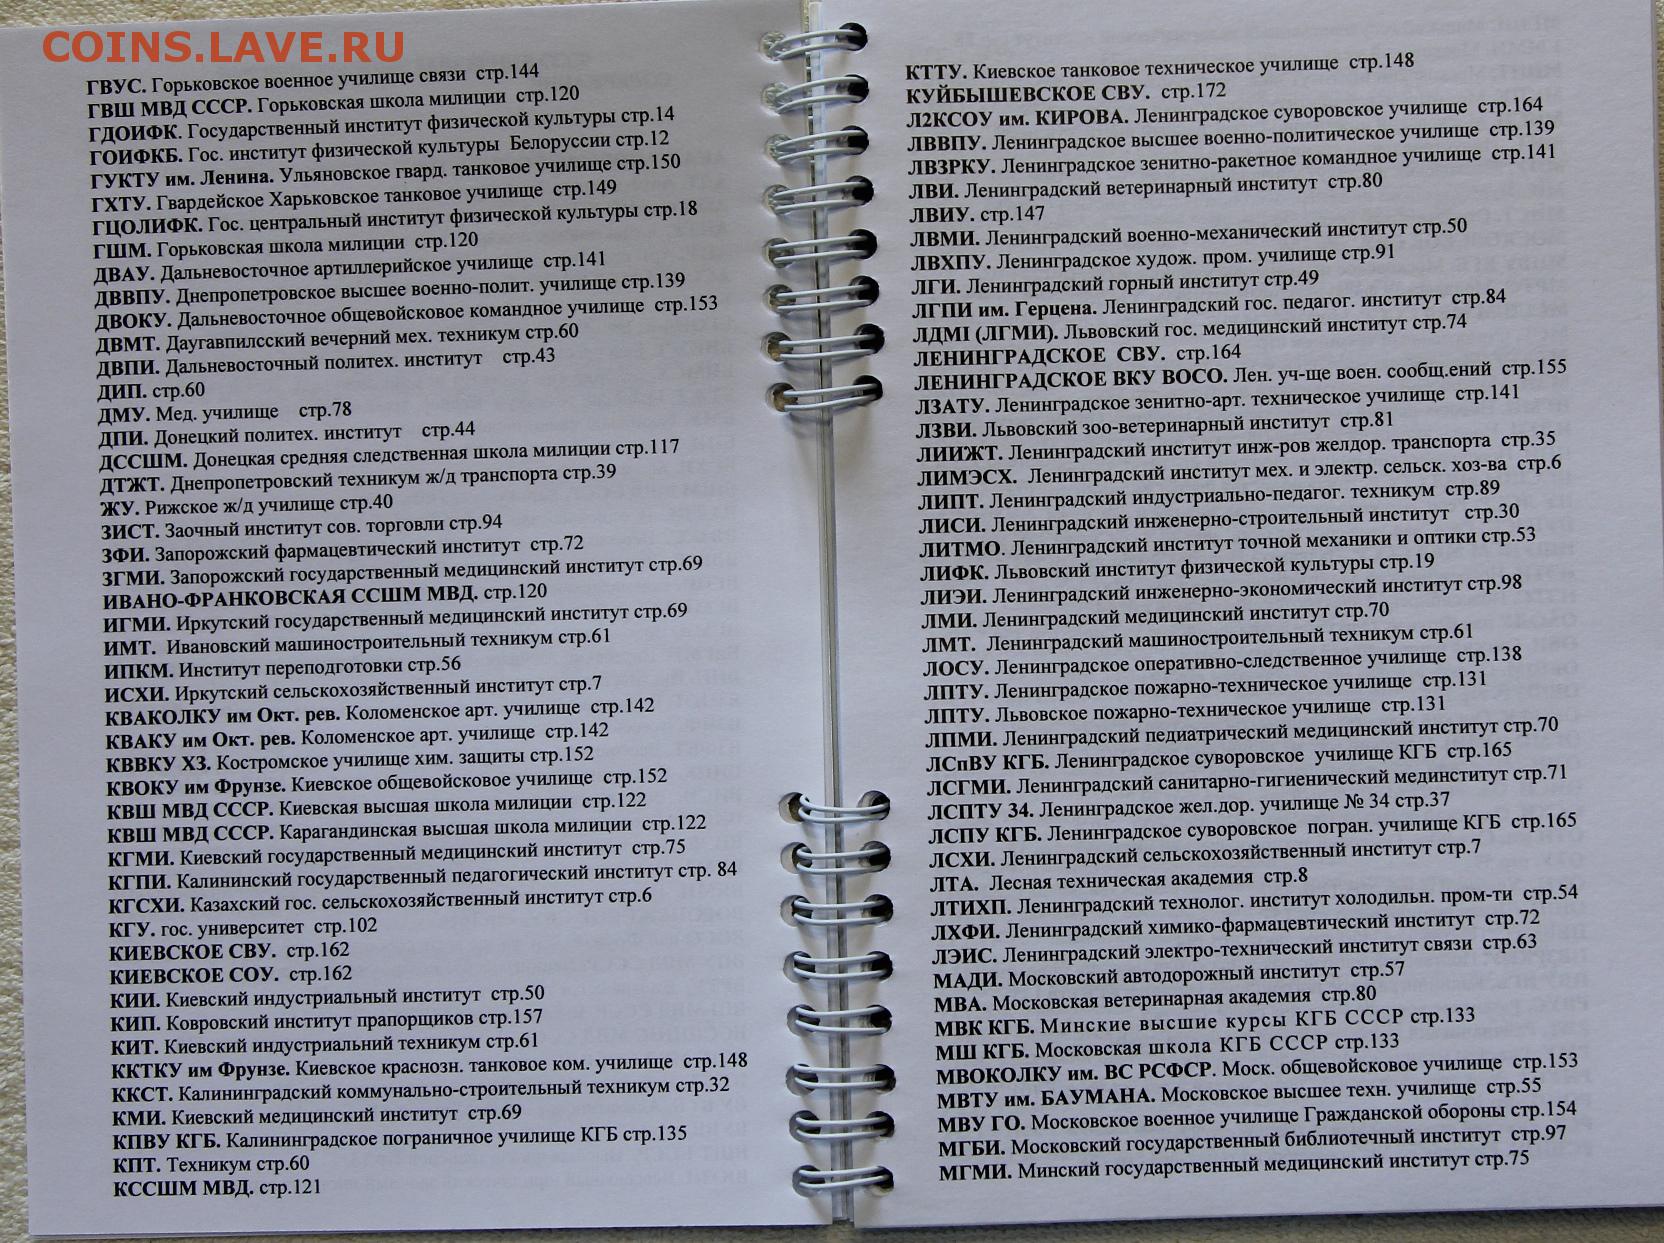 COINS.LAVE.RU
ГВУС. Горьковское военное училище связи стр.144
ГВШ МВД СССР. Горьковская школа милиции стр.120
ГДОИФК. Государственный институт физической культуры стр.14
ГОИФКБ. Гос. институт физической культуры Белоруссии стр.12
ГУКТУ им. Ленина. Ульяновское гвард. танковое училище стр.150
ГХТУ. Гвардейское Харьковское танковое училище стр.149
ГЦОЛИФК. Гос. центральный институт физической культуры стр.18
ГШМ. Горьковская школа милиции стр.120
ДВАУ. Дальневосточное артиллерийское училище стр.141
ДВВПУ. Днепропетровское высшее военно-полит. училище стр.139
ДВОКУ. Дальневосточное общевойсковое командное училище стр.153
ДВМТ. Даугавпилсский вечерний мех. техникум стр.60
ДВПИ. Дальневосточный политех. институт стр.43
ДИП. стр.60
ДМУ. Мед. училище стр.78
ДПИ. Донецкий политех. институт стр.44
ДССШМ. Донецкая средняя следственная школа милиции стр.117
ДТЖТ. Днепропетровский техникум ж/д транспорта стр.39
ЖУ. Рижское ж/д училище стр.40
ЗИСТ. Заочный институт сов. торговли стр.94
ЗФИ. Запорожский фармацевтический институт стр.72
ЗГМИ. Запорожский государственный медицинский институт стр.69
ИВАНО-ФРАНКОВСКАЯ ССШМ МВД. стр.120
ИГМИ. Иркутский государственный медицинский институт стр.69
ИМТ. Ивановский машиностроительный техникум стр.61
ИПКМ. Институт переподготовки стр.56
ИСХИ. Иркутский сельскохозяйственный институт стр.7
КВАКОЛКУ им Окт. рев. Коломенское арт. училище стр.142
КВАКУ им Окт. рев. Коломенское арт. училище стр.142
КВВКУ ХЗ. Костромское училище хим. защиты стр.152
КВОКУ им Фрунзе. Киевское общевойсковое училище стр.152
КВШ МВД СССР. Киевская высшая школа милиции стр.122
КВШ МВД СССР. Карагандинская высшая школа милиции стр.122
КГМИ. Киевский государственный медицинский институт стр.75
КГПИ. Калининский государственный педагогический институт стр. 84
КГСХИ. Казахский гос. сельскохозяйственный институт стр.6
КГУ. гос. университет стр.102
КИЕВСКОЕ СВУ. стр.162
КИЕВСКОЕ СОУ. стр.162
КИИ. Киевский индустриальный институт стр.50
КИП. Ковровский институт прапорщиков стр.157
КИТ. Киевский индустриальний техникум стр.61
ККТКУ им Фрунзе. Киевское краснозн. танковое ком. училище стр.148
ККСТ. Калининградский коммунально-строительный техникум стр.32
КМИ. Киевский медицинский институт стр.69
КПВУ КГБ. Калининградское пограничное училище КГБ стр.135
КПТ. Техникум стр.60
КССШМ МВД. стр.121
КТТУ. Киевское танковое техническое училище стр.148
КУЙБЫШЕВСКОЕ СВУ. стр.172
Л2КСОУ им. КИРОВА. Ленинградское суворовское училище стр.164
ЛВВПУ. Ленинградское высшее военно-политическое училище стр.139
ЛВЗРКУ. Ленинградское зенитно-ракетное командное училище стр.141
ЛВИ. Ленинградский ветеринарный институт стр.80
ЛВИУ. стр.147
ЛВМИ. Ленинградский военно-механический институт стр.50
ЛВХПУ. Ленинградское худож. пром. училище стр.91
ЛГИ. Ленинградский горный институт стр.49
ЛГПИ им. Герцена. Ленинградский гос. педагог. институт стр.84
ЛДМI (ЛГМИ). Львовский гос. медицинский институт стр.74
ЛЕНИНГРАДСКОЕ СВУ. стр.164
ЛЕНИНГРАДСКОЕ ВКУ ВОСО. Лен. уч-ще воен. сообщ.ений стр.155
ЛЗАТУ. Ленинградское зенитно-арт. техническое училище стр.141
ЛЗВИ. Львовский зоо-ветеринарный институт стр.81
ЛИИЖТ. Ленинградский институт инж-ров желдор. транспорта стр.35
ЛИМЭСХ. Ленинградский институт мех. и электр. сельск. хоз-ва стр.6
ЛИПТ. Ленинградский индустриально-педагог. техникум стр.89
ЛИСИ. Ленинградский инженерно-строительный институт стр.30
ЛИТМО. Ленинградский институт точной механики и оптики стр.53
ЛИФК. Львовский институт физической культуры стр.19
ЛИЭИ. Ленинградский инженерно-экономический институт стр.98
ЛМИ. Ленинградский медицинский институт стр.70
ЛМТ. Ленинградский машиностроительный техникум стр.61
ЛОСУ. Ленинградское оперативно-следственное училище стр.138
ЛПТУ. Ленинградское пожарно-техническое училище стр.131
ЛПТУ. Львовское пожарно-техническое училище стр.131
ЛПМИ. Ленинградский педиатрический медицинский институт стр.70
ЛСпВУ КГБ. Ленинградское суворовское училище КГБ стр.165
ЛСГМИ. Ленинградский санитарно-гигиенический мединститут стр.71
ЛСПТУ 34. Ленинградское жел.дор. училище № 34 стр.37
ЛСПУ КГБ. Ленинградское суворовское погран. училище КГБ стр.165
ЛСХИ. Ленинградский сельскохозяйственный институт стр.7
ЛТА. Лесная техническая академия стр.8
ЛТИХП. Ленинградский технолог. институт холодильн. пром-ти стр.54
ЛХФИ. Ленинградский химико-фармацевтический институт стр.72
ЛЭИС. Ленинградский электро-технический институт связи стр.63
МАДИ. Московский автодорожный институт стр.57
МВА. Московская ветеринарная академия стр.80
МВК КГБ. Минские высшие курсы КГБ СССР стр.133
МШ КГБ. Московская школа КГБ СССР стр.133
МВОКОЛКУ им. ВС РСФСР. Моск. общевойсковое училище стр.153
МВТУ им. БАУМАНА. Московское высшее техн. училище стр.55
МВУ ГО. Московское военное училище Гражданской обороны стр.154
МГБИ. Московский государственный библиотечный институт стр.97
МГМИ. Минский государственный медицинский институт стр.75